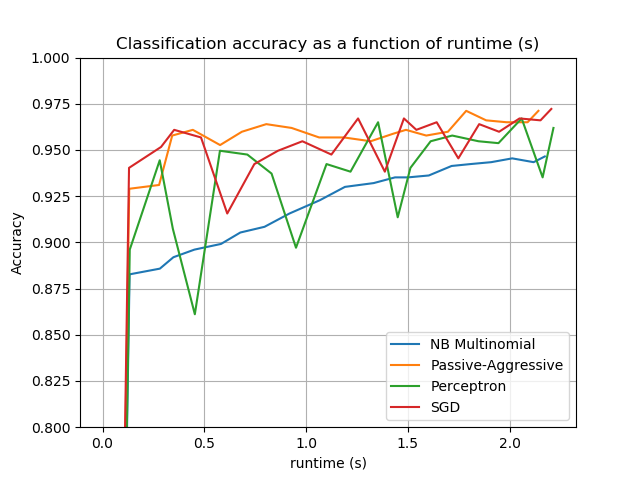 Classification accuracy as a function of runtime (s)
1.000
0.975
0.950
0.925
0.900
0.875
0.850
0.825
0.800
Accuracy
NB Multinomial
Passive-Aggressive
Perceptron
SGD
0.0 0.5 1.0 1.5 2.0
runtime (s)